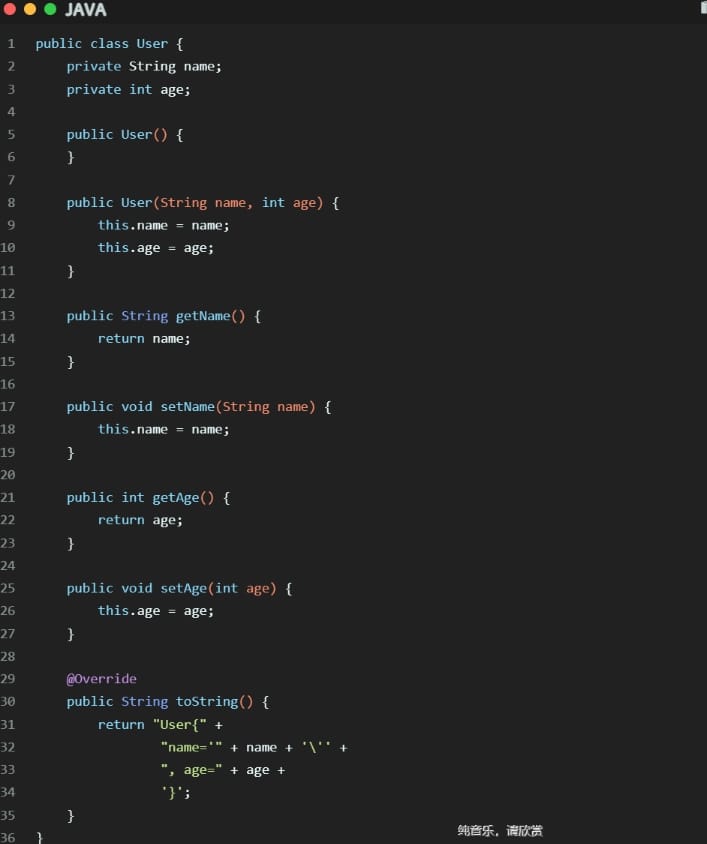 JAVA
1 public class User {
2     private String name;
3     private int age;
4
5     public User() {
6     }
7
8     public User(String name, int age) {
9         this.name = name;
10         this.age = age;
11     }
12
13     public String getName() {
14         return name;
15     }
16
17     public void setName(String name) {
18         this.name = name;
19     }
20
21     public int getAge() {
22         return age;
23     }
24
25     public void setAge(int age) {
26         this.age = age;
27     }
28
29     @Override
30     public String toString() {
31         return "User{" +
32                 "name='" + name + '\'' +
33                 ", age=" + age +
34                 '}';
35     }
36 }
纯音乐，请欣赏